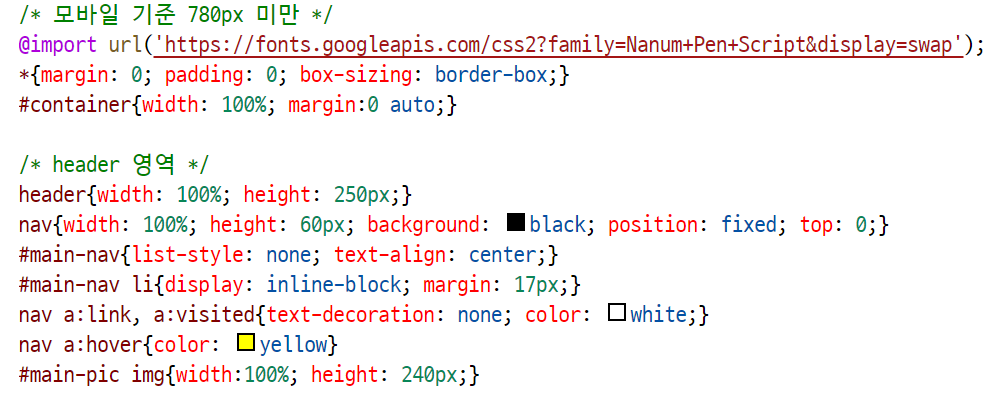 /* 모바일 기준 780px 미만 */
@import url('https://fonts.googleapis.com/css2?family=Nanum+Pen+Script&display=swap');
*{margin: 0; padding: 0; box-sizing: border-box;}
#container{width: 100%; margin:0 auto;}

/* header 영역 */
header{width: 100%; height: 250px;}
nav{width: 100%; height: 60px; background: black; position: fixed; top: 0;}
#main-nav{list-style: none; text-align: center;}
#main-nav li{display: inline-block; margin: 17px;}
nav a:link, a:visited{text-decoration: none; color: white;}
nav a:hover{color: yellow}
#main-pic img{width:100%; height: 240px;}